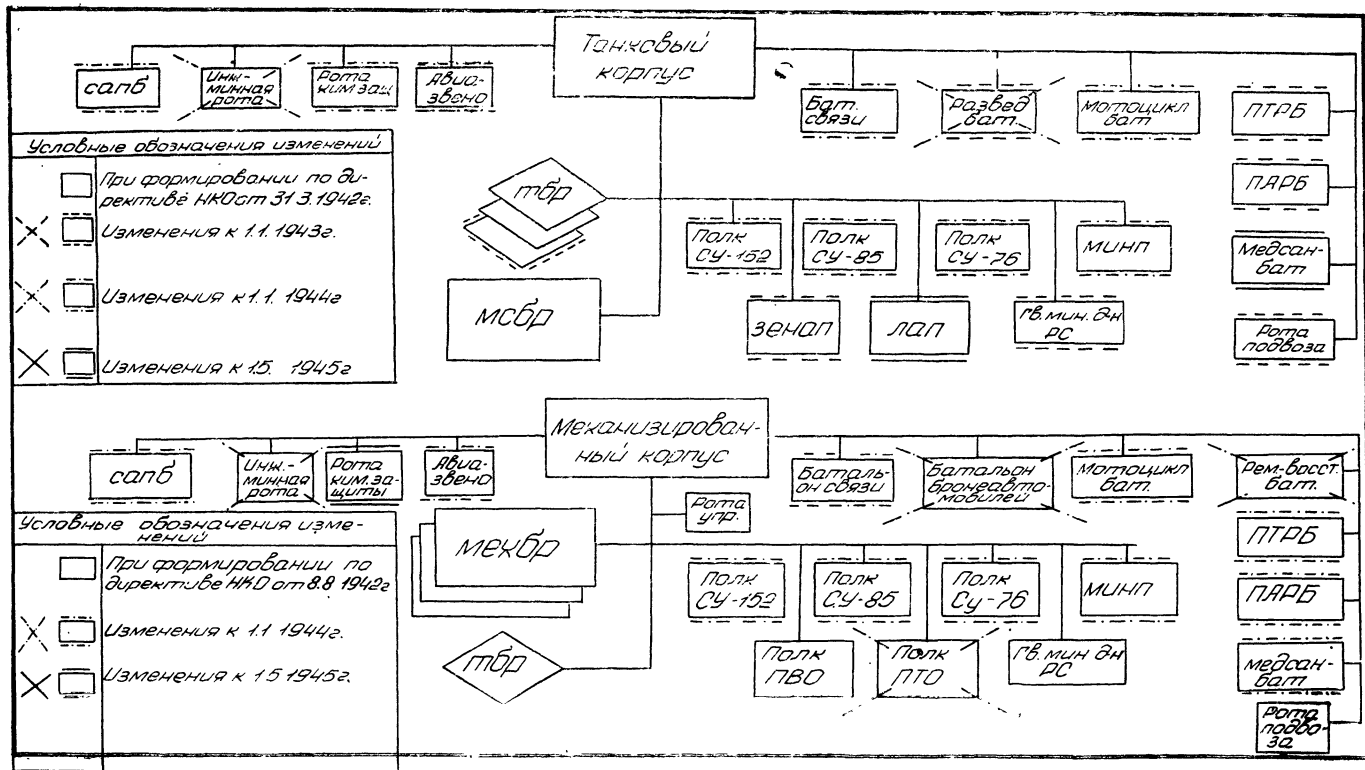 Танковый
корпус
сапб
Инж.-
минная
рота
Рота
хим защ
Авиа-
звено
Бат.
связи
Развед
бат
Мотоцикл
бат
ПТРБ
ПАРБ
Медсан-
бат
Рота
подвоза
Условные обозначения изменений
При формировании по ди-
рективе НКО от 31 3. 1942г.
Изменения к 1.1. 1943г.
Изменения к 1.1. 1944г
Изменения к 1.5. 1945г
тбр
мсбр
Полк
СУ-152
Полк
СУ-85
Полк
СУ-76
МИНП
зенап
лап
Гв. мин. д-н
РС
Механизирован-
ный корпус
сапб
Инж.-
минная
рота
Рота
хим. за-
щиты
Авиа-
звено
Баталь-
он связи
Батальон
бронеавто-
мобилей
Мотоцикл
бат.
Рем-восст.
бат.
ПТРБ
ПАРБ
медсан-
бат
Рота
подво-
за
Рота
упр.
Условные обозначения изме-
нений
При формировании по
директиве НКО от 8.8 1942г
Изменения к 1.1 1944г.
Изменения к 1 5 1945г.
мехбр
тбр
Полк
СУ-152
Полк
СУ-85
Полк
Су-76
МИНП
Полк
ПВО
Полк
ПТО
Гв. мин дн
РС